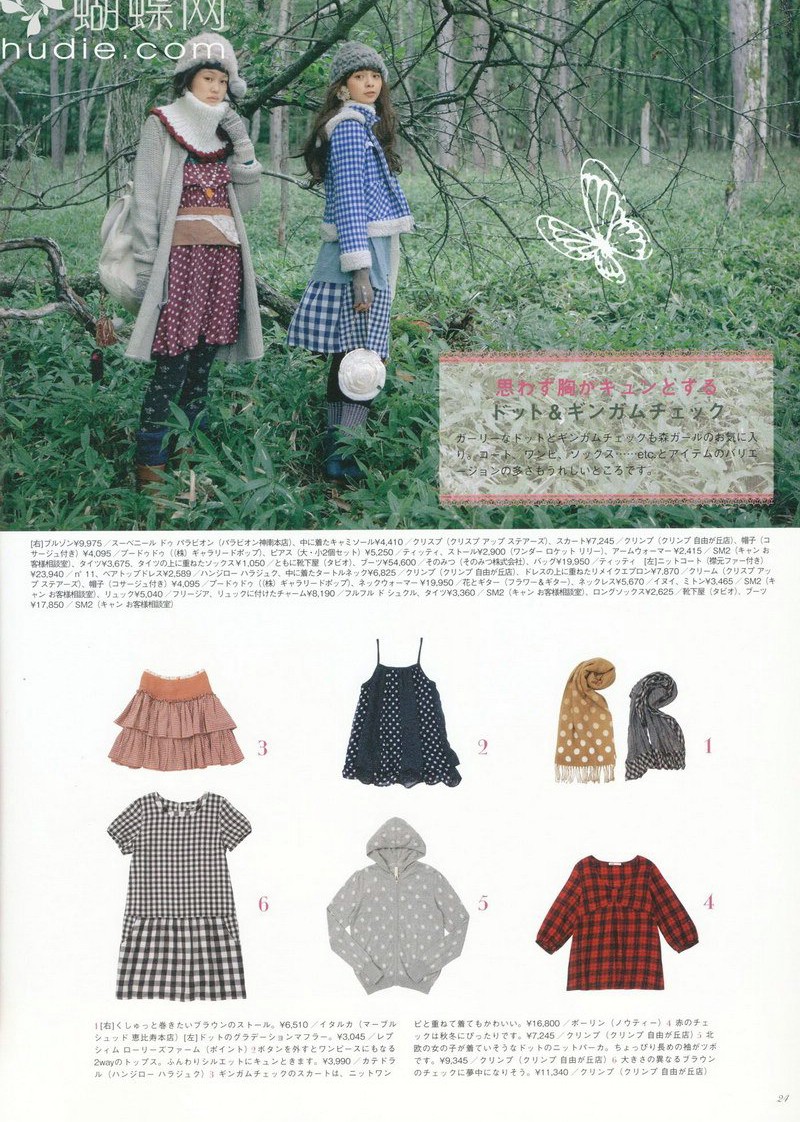 蝴蝶网
hudie.com
思わず胸がキュンとする
ドット＆ギンガムチェック
ガーリーなドットとギンガムチェックも森ガールのお気に入
り。コート、ワンピ、ソックス……etc.とアイテムのバリエ
ーションの多さもうれしいところです。
[右]ブルゾン¥9,975／スーベニール ドゥ パラビオン（パラビオン神南本店）、中に着たキャミソール¥4,410／クリスプ（クリスプ アップ ステアーズ）、スカート¥7,245／クリンプ（クリンプ 自由が丘店）、帽子（コ
サージュ付き）¥4,095／プードゥドゥ（（株）ギャラリードポップ）、ピアス（大・小2個セット）¥5,250／ティッティ、ストール¥2,900（ワンダー ロケット リリー）、アームウォーマー¥2,415／SM2（キャン お
客様相談室）、タイツ¥3,675、タイツの上に重ねたソックス¥1,050／ともに靴下屋（タビオ）、ブーツ¥54,600／そのみつ（そのみつ株式会社）、バッグ¥19,950／ティッティ　[左]ニットコート（襟元ファー付き）
¥23,940／n゜11、ベアトップドレス¥2,589／ハンジロー ハラジュク、中に着たタートルネック¥6,825／クリンプ（クリンプ 自由が丘店）、ドレスの上に重ねたリメイクエプロン¥7,870／クリーム（クリスプ アッ
プ ステアーズ）、帽子（コサージュ付き）¥4,095／プードゥドゥ（（株）ギャラリードポップ）、ネックウォーマー¥19,950／花とギター（フラワー＆ギター）、ネックレス¥5,670／イヌイ、ミトン¥3,465／SM2（キ
ャン お客様相談室）、リュック¥5,040／フリージア、リュックに付けたチャーム¥8,190／フルフル ド シュクル、タイツ¥3,360／SM2（キャン お客様相談室）、ロングソックス¥2,625／靴下屋（タビオ）、ブーツ
¥17,850／SM2（キャン お客様相談室）
3
2
1
6
5
4
1[右]くしゅっと巻きたいブラウンのストール。¥6,510／イタルカ（マーブル
シュッド 恵比寿本店）[左]ドットのグラデーションマフラー。¥3,045／レプ
シィム ローリーズファーム（ポイント）2 ボタンを外すとワンピースにもなる
2wayのトップス。ふんわりシルエットにキュンときます。¥3,990／カテドラ
ル（ハンジロー ハラジュク）3 ギンガムチェックのスカートは、ニットワン
ピと重ねて着てもかわいい。¥16,800／ボーリン（ノウティー）4 赤のチェ
ックは秋冬にぴったりです。¥7,245／クリンプ（クリンプ 自由が丘店）5 北
欧の女の子が着ていそうなドットのニットパーカ。ちょっぴり長めの袖がツボ
です。¥9,345／クリンプ（クリンプ 自由が丘店）6 大きさの異なるブラウン
のチェックに夢中になりそう。¥11,340／クリンプ（クリンプ 自由が丘店）
24